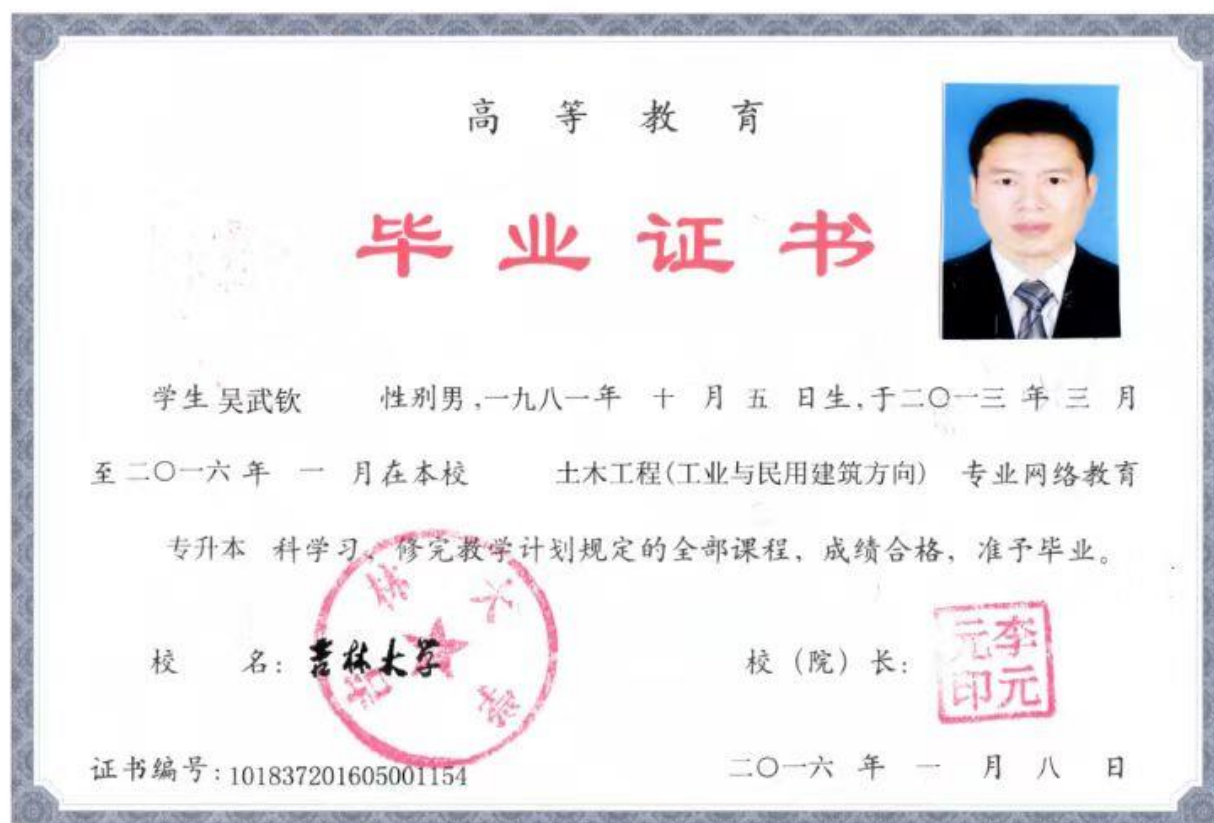 高等教育
毕业证书
学生 吴武钦 性别男,一九八一年 十 月 五 日生,于二〇一三 年 三 月
至二〇一六 年 一 月在本校 土木工程(工业与民用建筑方向) 专业网络教育
专升本 科学习、修完教学计划规定的全部课程,成绩合格,准予毕业。
校 名: 吉林大学
吉林大学
校(院)长:
李元元印
证书编号:101837201605001154
二〇一六 年 一 月 八 日